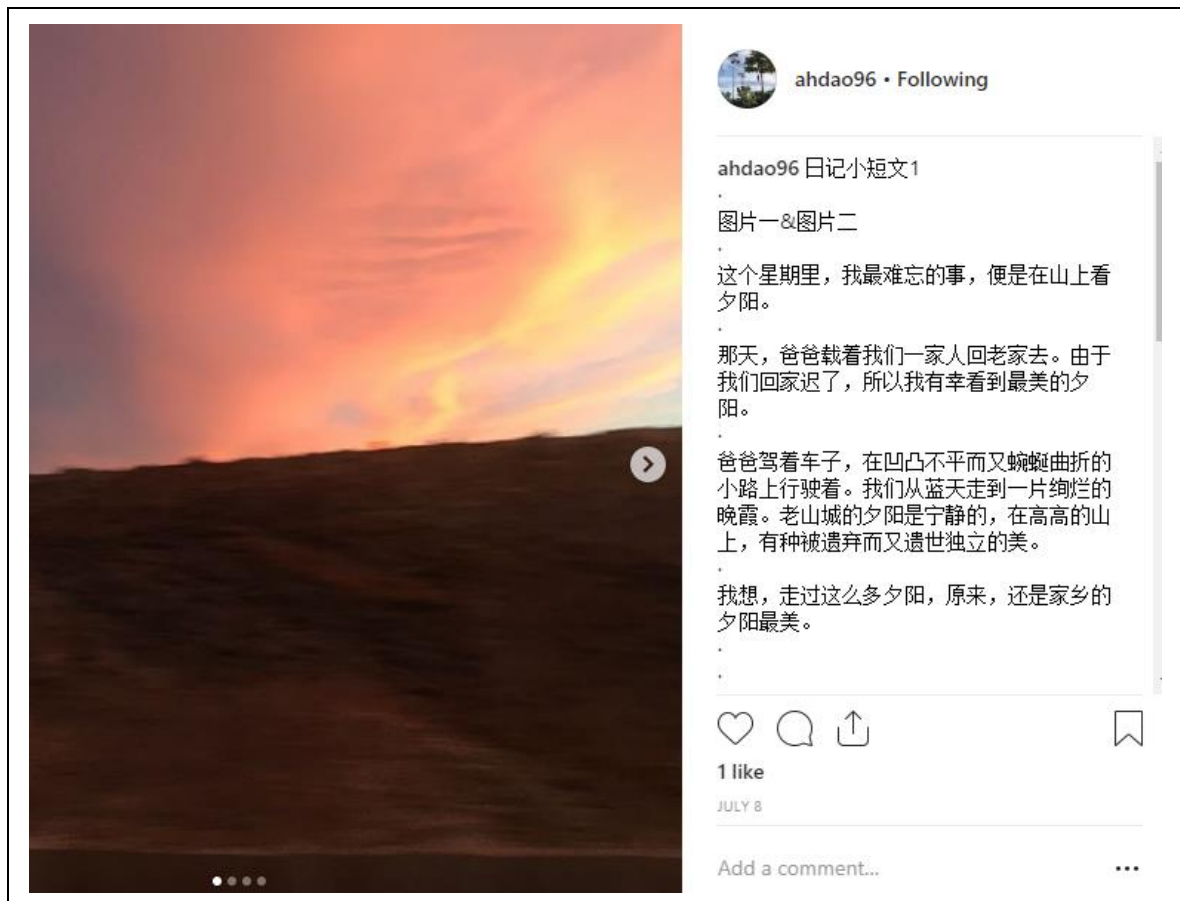 ahdao96 • Following
ahdao96 日记小短文1
.
图片一&图片二
.
这个星期里，我最难忘的事，便是在山上看
夕阳。
.
那天，爸爸载着我们一家人回老家去。由于
我们回家迟了，所以我有幸看到最美的夕
阳。
.
爸爸驾着车子，在凹凸不平而又蜿蜒曲折的
小路上行驶着。我们从蓝天走到一片绚烂的
晚霞。老山城的夕阳是宁静的，在高高的山
上，有种被遗弃而又遗世独立的美。
.
我想，走过这么多夕阳，原来，还是家乡的
夕阳最美。
.
.
1 like
JULY 8
Add a comment...